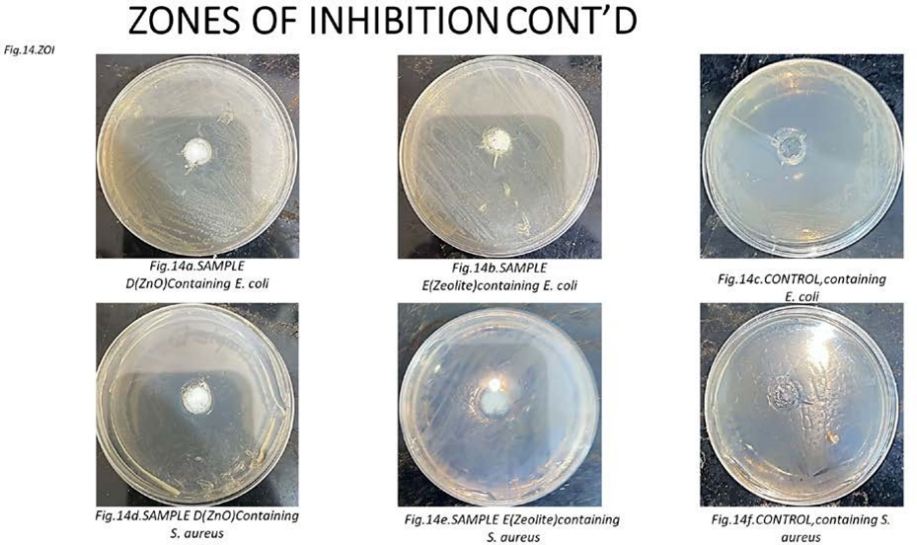 ZONES OF INHIBITION CONT'D
Fig.14.ZOI
Fig.14a.SAMPLE
D(ZnO)Containing E. coli
Fig.14b.SAMPLE
E(Zeolite)containing E. coli
Fig.14c.CONTROL,containing
E. coli
Fig.14d.SAMPLE D(ZnO)Containing
S. aureus
Fig.14e.SAMPLE E(Zeolite)containing
S. aureus
Fig.14f.CONTROL,containing S.
aureus